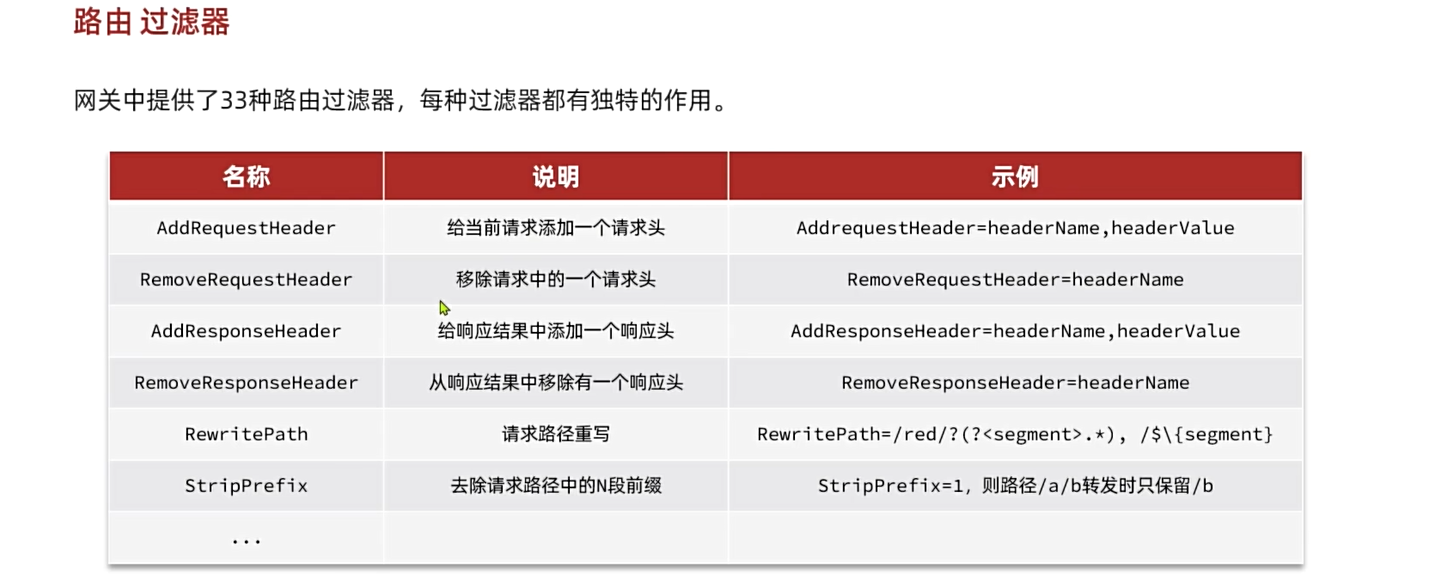 路由 过滤器
网关中提供了33种路由过滤器，每种过滤器都有独特的作用。
名称 说明 示例
AddRequestHeader 给当前请求添加一个请求头 AddrequestHeader=headerName,headerValue
RemoveRequestHeader 移除请求中的一个请求头 RemoveRequestHeader=headerName
AddResponseHeader 给响应结果中添加一个响应头 AddResponseHeader=headerName,headerValue
RemoveResponseHeader 从响应结果中移除有一个响应头 RemoveResponseHeader=headerName
RewritePath 请求路径重写 RewritePath=/red/?(?<segment>.*), /$\{segment}
StripPrefix 去除请求路径中的N段前缀 StripPrefix=1，则路径/a/b转发时只保留/b
...